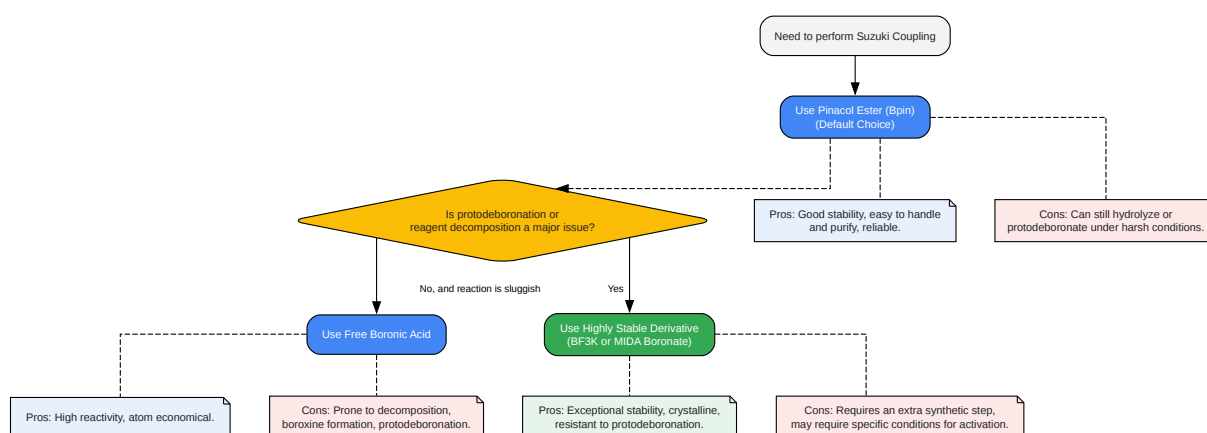 Need to perform Suzuki Coupling
Use Pinacol Ester (Bpin)
(Default Choice)
Is protodeboronation or
reagent decomposition a major issue?
Pros: Good stability, easy to handle
and purify, reliable.
Cons: Can still hydrolyze or
protodeboronate under harsh conditions.
No, and reaction is sluggish
Yes
Use Free Boronic Acid
Use Highly Stable Derivative
(BF3K or MIDA Boronate)
Pros: High reactivity, atom economical.
Cons: Prone to decomposition,
boroxine formation, protodeboronation.
Pros: Exceptional stability, crystalline,
resistant to protodeboronation.
Cons: Requires an extra synthetic step,
may require specific conditions for activation.